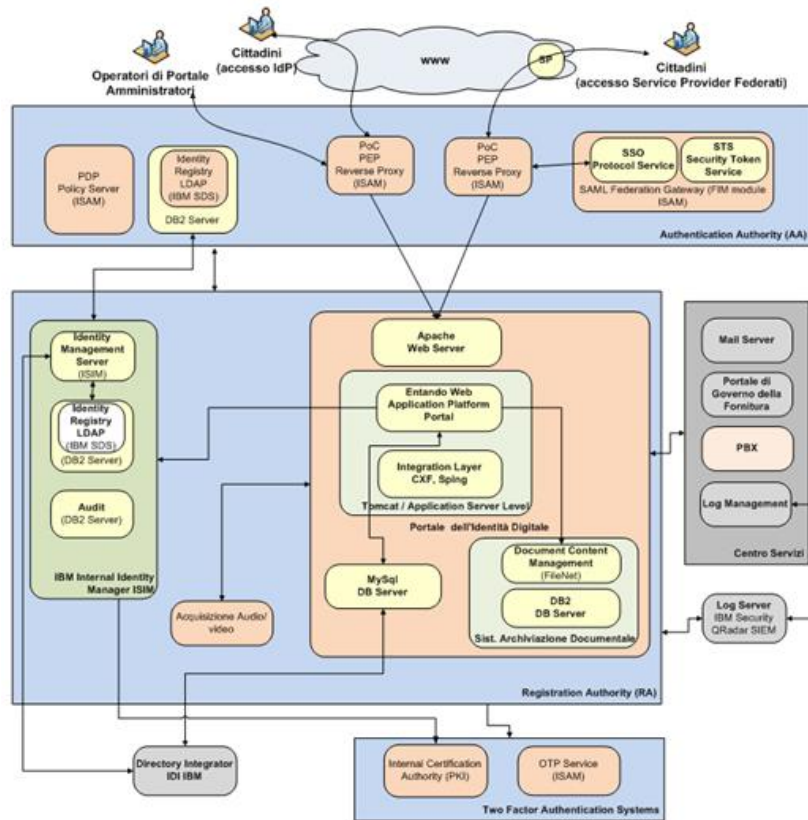 Cittadini
(accesso IdP)
Operatori di Portale
Amministratori
www
SP
Cittadini
(accesso Service Provider Federati)
PDP
Policy Server
(ISAM)
Identity
Registry
LDAP
(IBM SDS)
DB2 Server
PoC
PEP
Reverse Proxy
(ISAM)
PoC
PEP
Reverse Proxy
(ISAM)
SSO
Protocol Service
STS
Security Token
Service
SAML Federation Gateway (FIM module
ISAM)
Authentication Authority (AA)
Identity
Management
Server
(ISIM)
Identity
Registry
LDAP
(IBM SDS)
(DB2 Server)
Audit
(DB2 Server)
IBM Internal Identity
Manager ISIM
Apache
Web Server
Entando Web
Application Platform
Portal
Integration Layer
CXF, Sping
Tomcat / Application Server Level
Portale dell'Identità Digitale
MySql
DB Server
Document Content
Management
(FileNet)
DB2
DB Server
Sist. Archiviazione Documentale
Acquisizione Audio/
video
Registration Authority (RA)
Mail Server
Portale di
Governo della
Fornitura
PBX
Log Management
Centro Servizi
Log Server
IBM Security
QRadar SIEM
Directory Integrator
IDI IBM
Internal Certification
Authority (PKI)
OTP Service
(ISAM)
Two Factor Authentication Systems